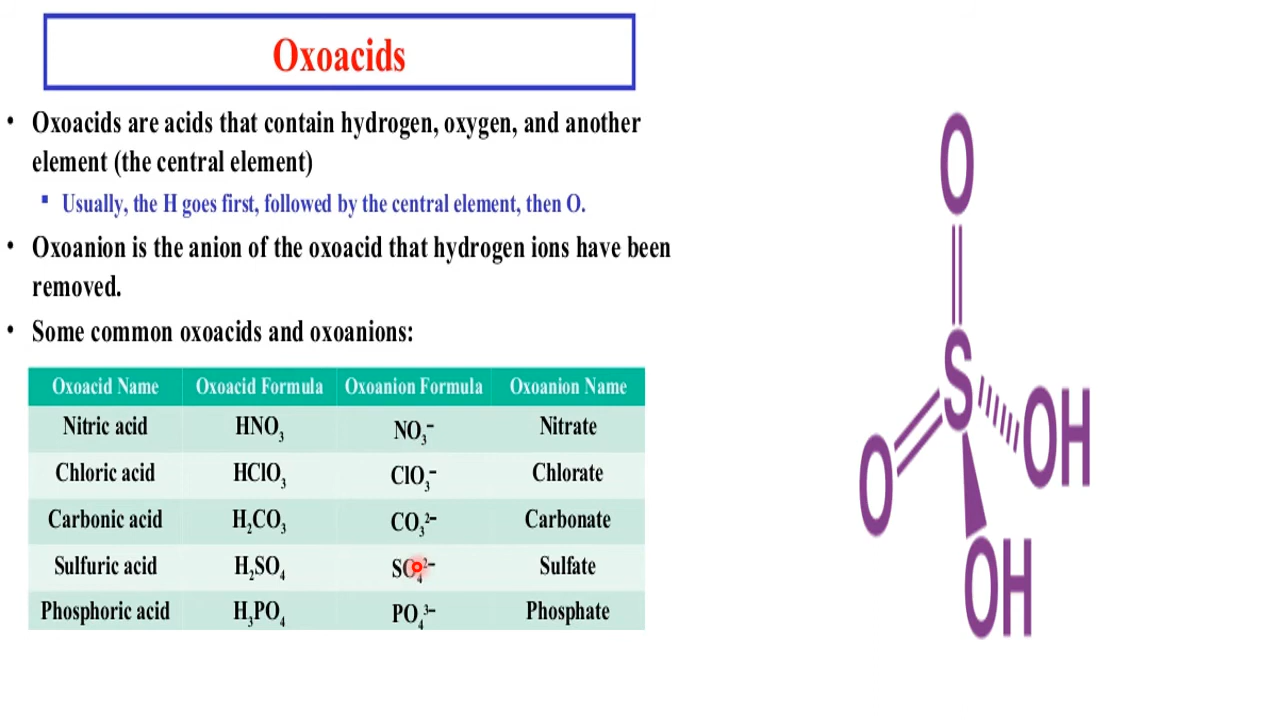 Oxoacids
• Oxoacids are acids that contain hydrogen, oxygen, and another
element (the central element)
▪ Usually, the H goes first, followed by the central element, then O.
• Oxoanion is the anion of the oxoacid that hydrogen ions have been
removed.
• Some common oxoacids and oxoanions:
Oxoacid Name Oxoacid Formula Oxoanion Formula Oxoanion Name
Nitric acid HNO₃ NO₃⁻ Nitrate
Chloric acid HClO₃ ClO₃⁻ Chlorate
Carbonic acid H₂CO₃ CO₃²⁻ Carbonate
Sulfuric acid H₂SO₄ SO₄²⁻ Sulfate
Phosphoric acid H₃PO₄ PO₄³⁻ Phosphate
O
S
OH
O
OH